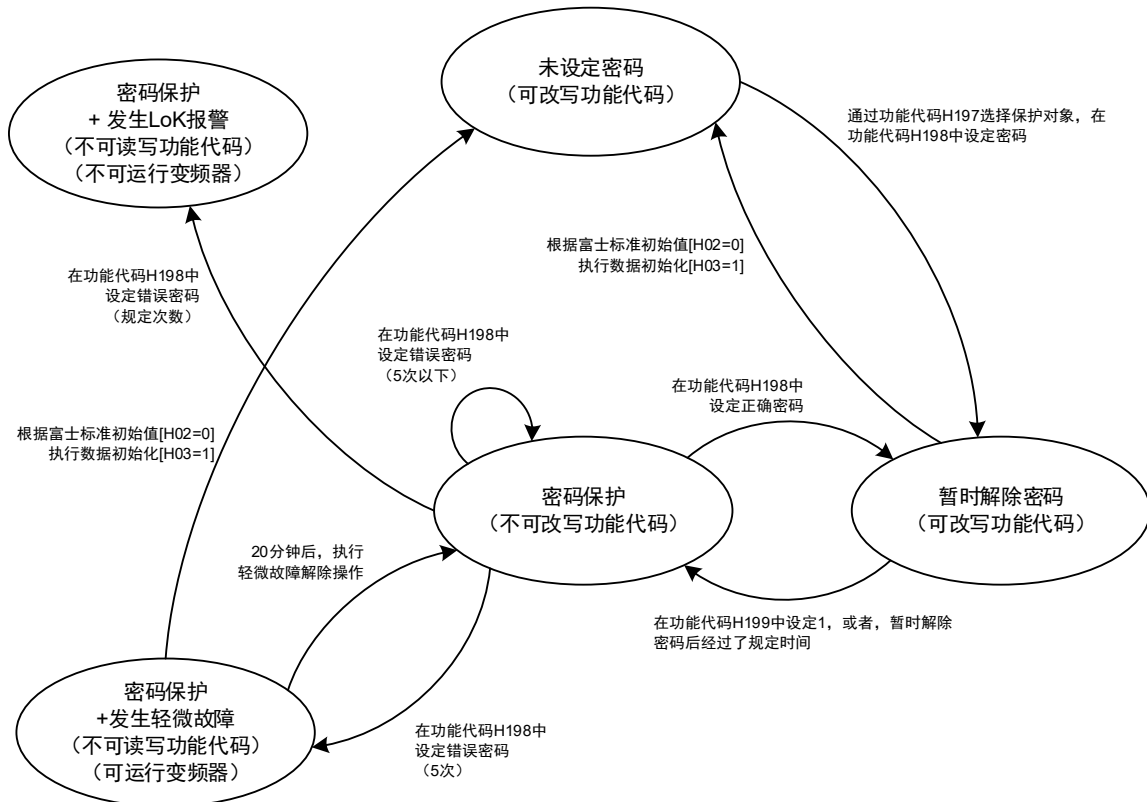 未设定密码
（可改写功能代码）
密码保护
+ 发生LoK报警
（不可读写功能代码）
（不可运行变频器）
通过功能代码H197选择保护对象，在
功能代码H198中设定密码
根据富士标准初始值[H02=0]
执行数据初始化[H03=1]
在功能代码H198中
设定错误密码
（规定次数）
在功能代码H198中
设定错误密码
（5次以下）
在功能代码H198中
设定正确密码
根据富士标准初始值[H02=0]
执行数据初始化[H03=1]
密码保护
（不可改写功能代码）
暂时解除密码
（可改写功能代码）
20分钟后，执行
轻微故障解除操作
在功能代码H199中设定1，或者，暂时解除
密码后经过了规定时间
密码保护
+发生轻微故障
（不可读写功能代码）
（可运行变频器）
在功能代码H198中
设定错误密码
（5次）